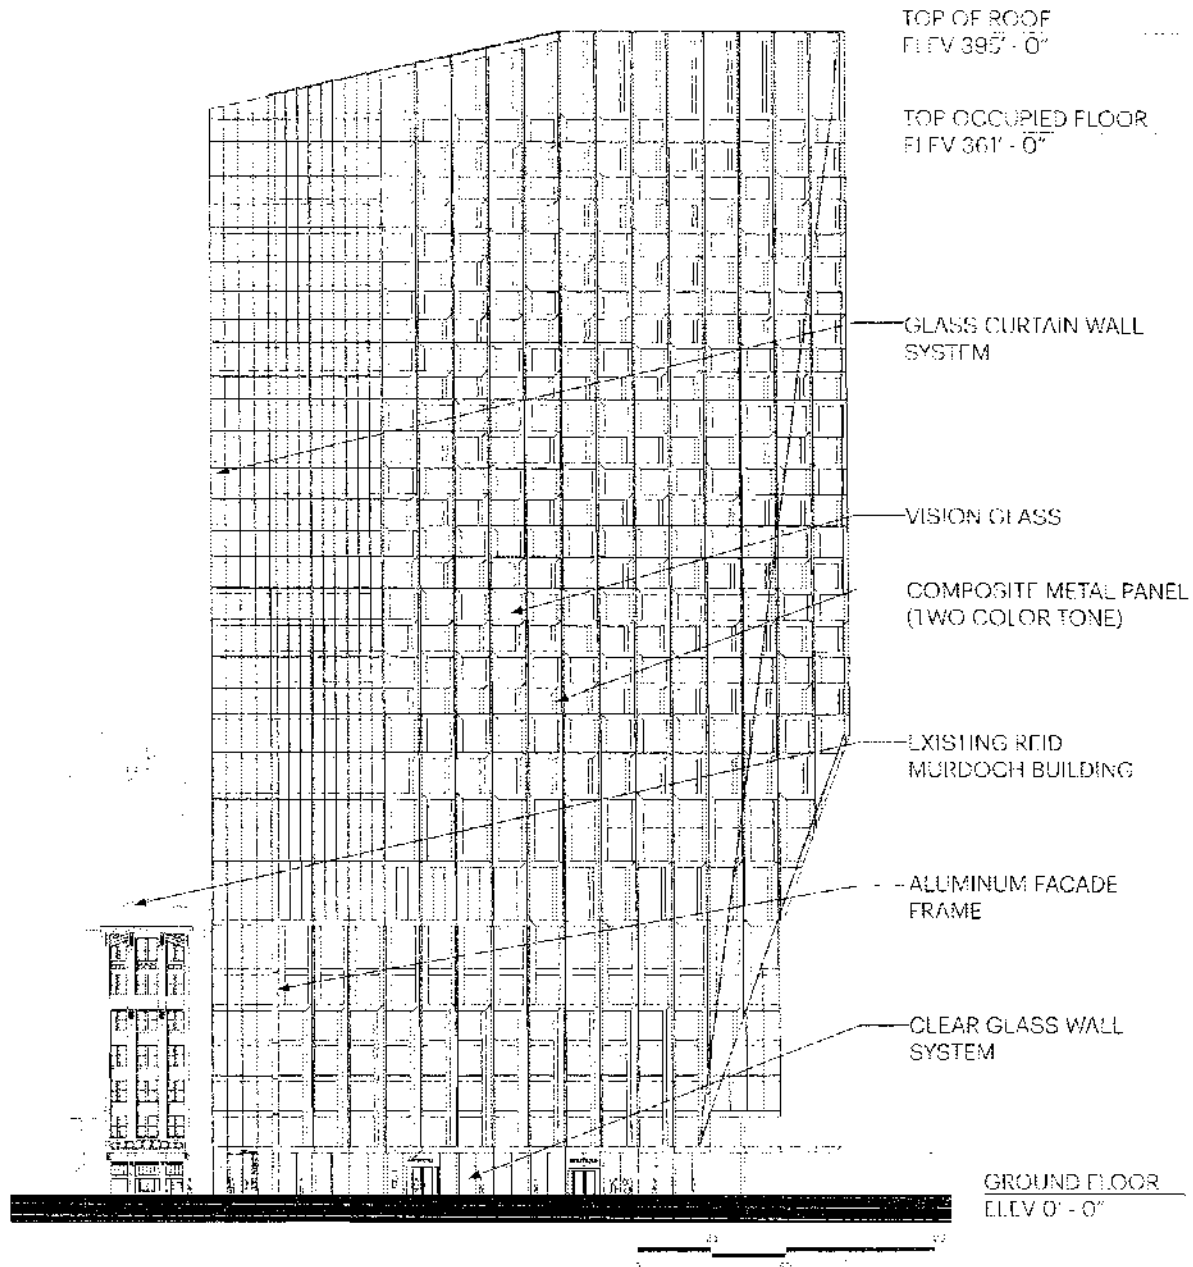 TOP OF ROOF
ELEV 395' - 0"
TOP OCCUPIED FLOOR
ELEV 361' - 0"
GLASS CURTAIN WALL
SYSTEM
VISION GLASS
COMPOSITE METAL PANEL
(TWO COLOR TONE)
EXISTING REID
MURDOCH BUILDING
ALUMINUM FACADE
FRAME
CLEAR GLASS WALL
SYSTEM
GROUND FLOOR
ELEV 0' - 0"